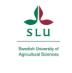 SLU
Swedish University of
Agricultural Sciences